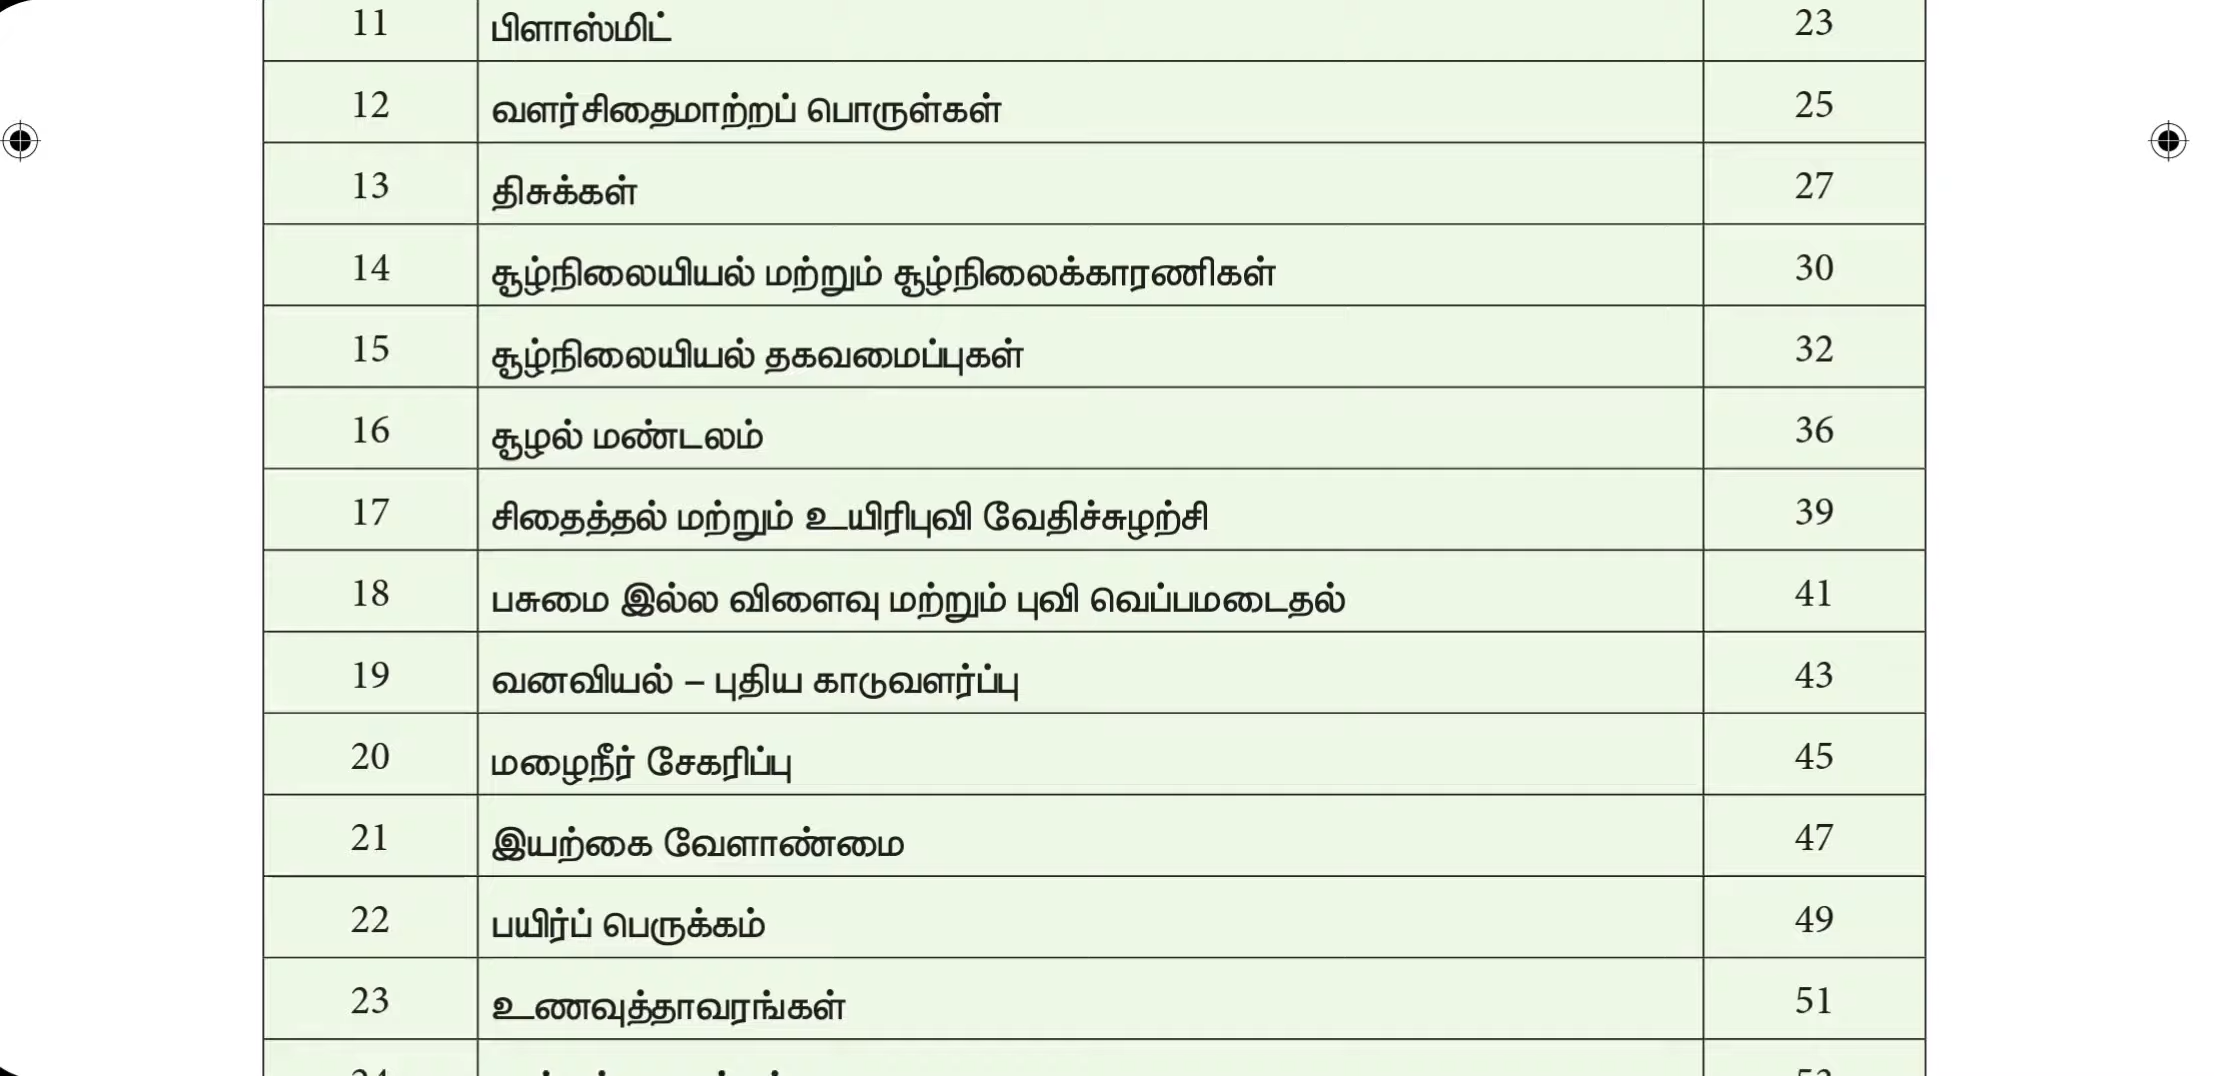 11 பிளாஸ்மிட் 23
12 வளர்சிதைமாற்றப் பொருள்கள் 25
13 திசுக்கள் 27
14 சூழ்நிலையியல் மற்றும் சூழ்நிலைக்காரணிகள் 30
15 சூழ்நிலையியல் தகவமைப்புகள் 32
16 சூழல் மண்டலம் 36
17 சிதைத்தல் மற்றும் உயிரிபுவி வேதிச்சுழற்சி 39
18 பசுமை இல்ல விளைவு மற்றும் புவி வெப்பமடைதல் 41
19 வனவியல் – புதிய காடுவளர்ப்பு 43
20 மழைநீர் சேகரிப்பு 45
21 இயற்கை வேளாண்மை 47
22 பயிர்ப் பெருக்கம் 49
23 உணவுத்தாவரங்கள் 51